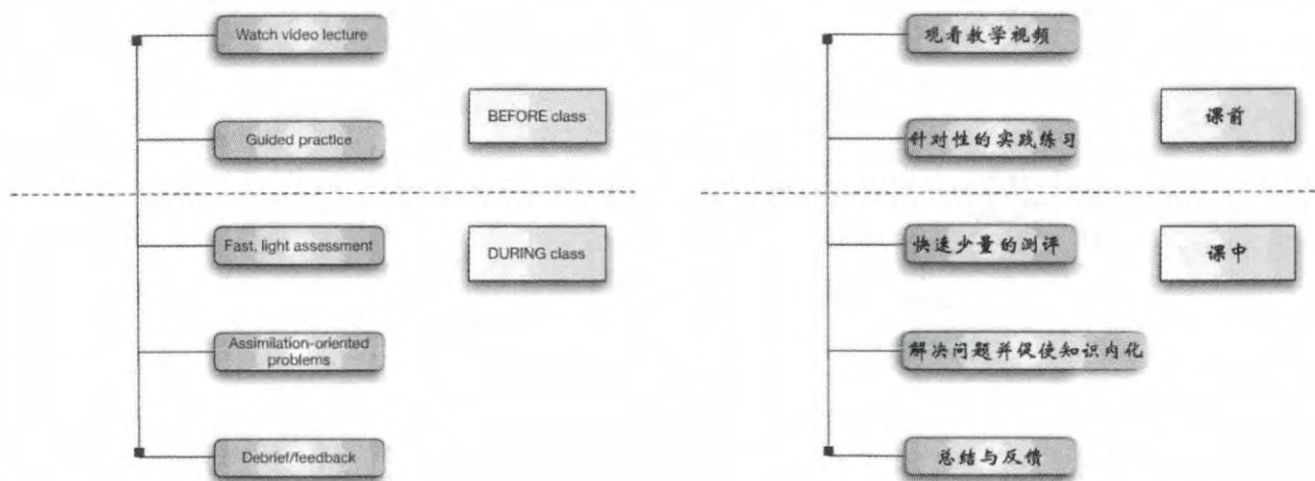 Watch video lecture
BEFORE class
Guided practice
Fast, light assessment
DURING class
Assimilation-oriented
problems
Debrief/feedback
观看教学视频
课前
针对性的实践练习
快速少量的测评
课中
解决问题并促使知识内化
总结与反馈